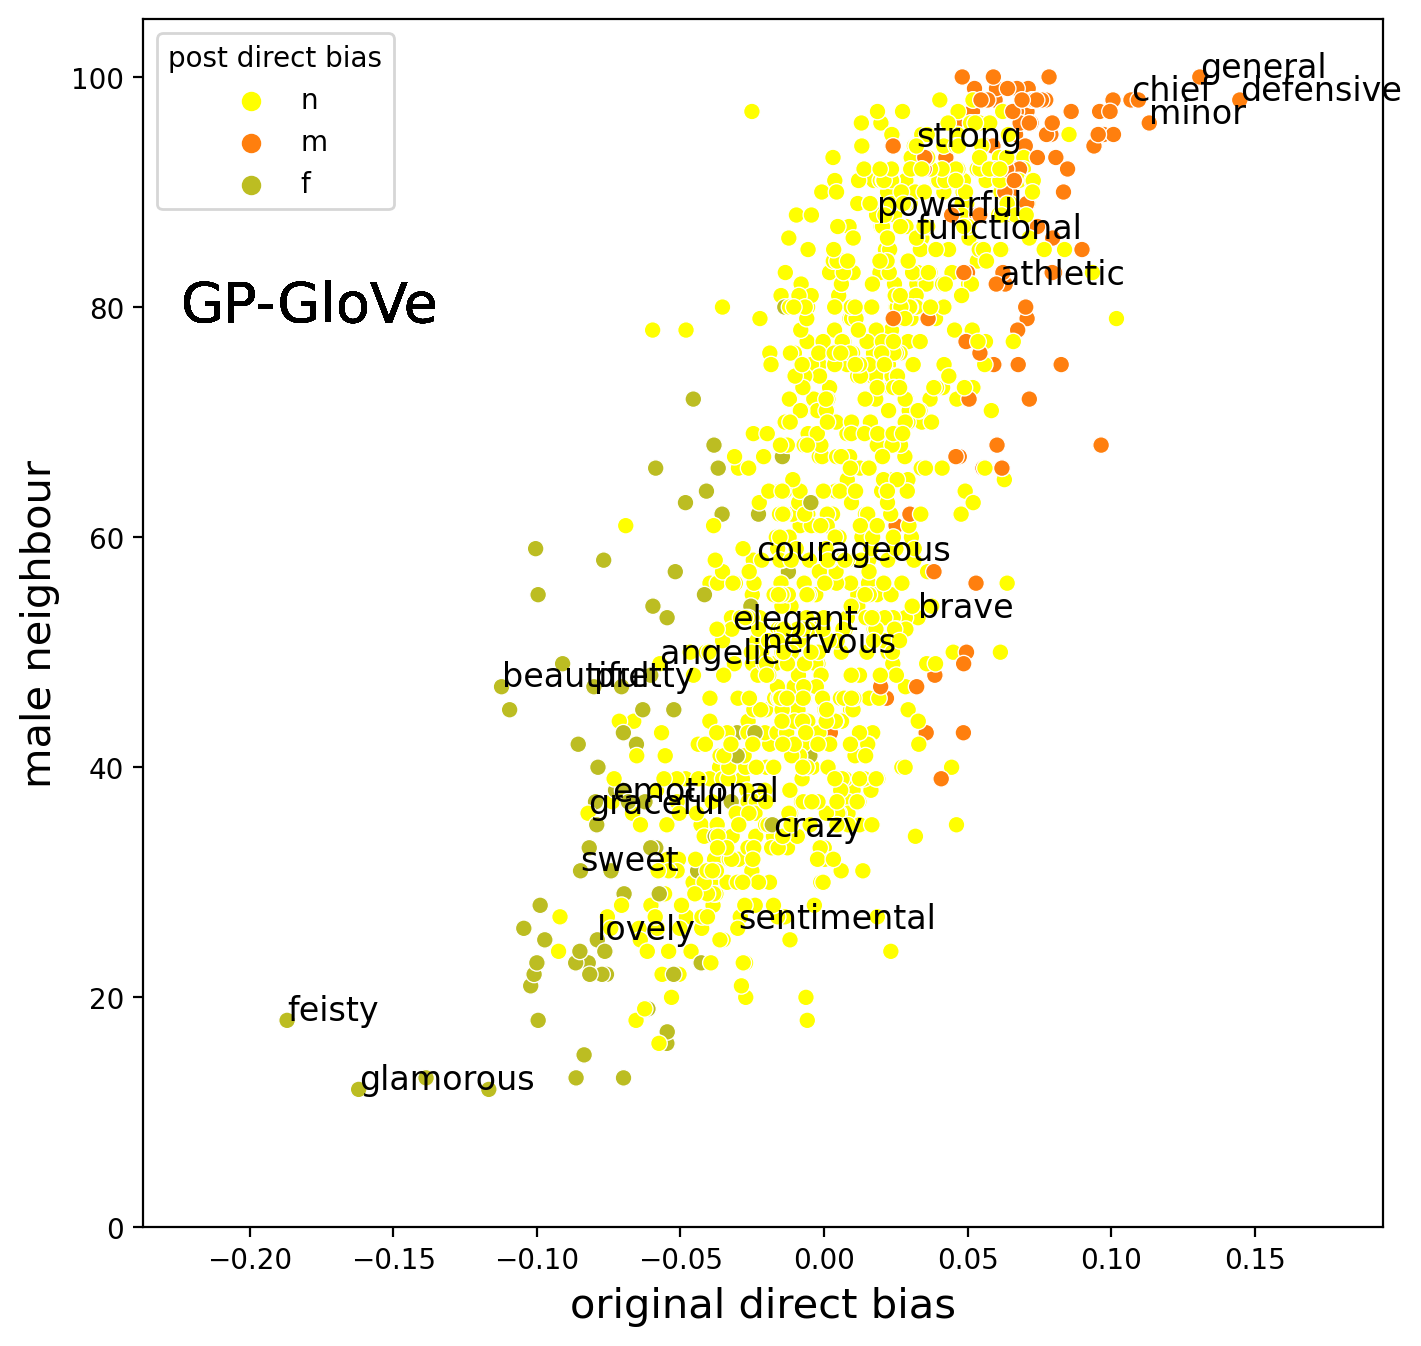 post direct bias
n
m
f
GP-GloVe
general
chief
defensive
minor
strong
powerful
functional
athletic
courageous
brave
elegant
nervous
angelic
beautiful
pretty
emotional
graceful
crazy
sweet
sentimental
lovely
feisty
glamorous
male neighbour
100
80
60
40
20
0
−0.20
−0.15
−0.10
−0.05
0.00
0.05
0.10
0.15
original direct bias